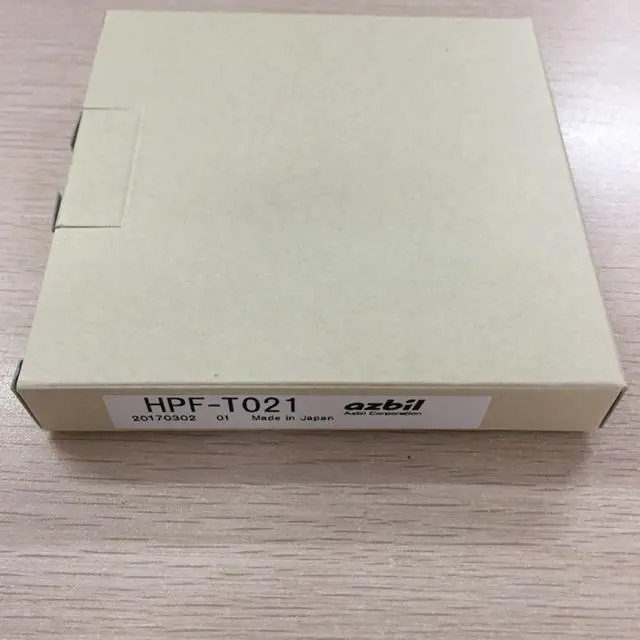 HPF-T021
20170302 01 Made in Japan
azbil
Azbil Corporation